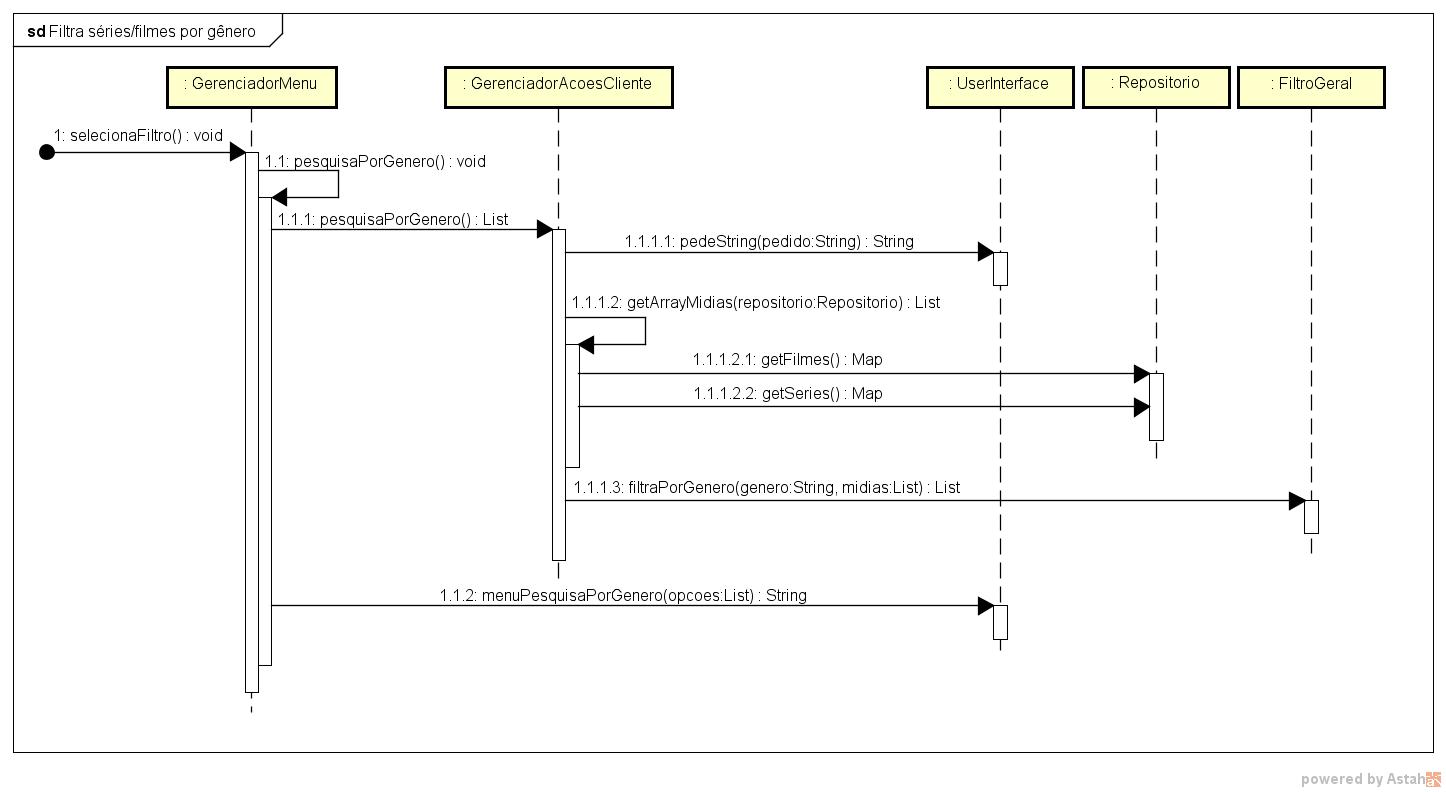 sd Filtra séries/filmes por gênero
: GerenciadorMenu
: GerenciadorAcoesCliente
: UserInterface
: Repositorio
: FiltroGeral
1: selecionaFiltro() : void
1.1: pesquisaPorGenero() : void
1.1.1: pesquisaPorGenero() : List
1.1.1.1: pedeString(pedido:String) : String
1.1.1.2: getArrayMidias(repositorio:Repositorio) : List
1.1.1.2.1: getFilmes() : Map
1.1.1.2.2: getSeries() : Map
1.1.1.3: filtraPorGenero(genero:String, midias:List) : List
1.1.2: menuPesquisaPorGenero(opcoes:List) : String
powered by Astah